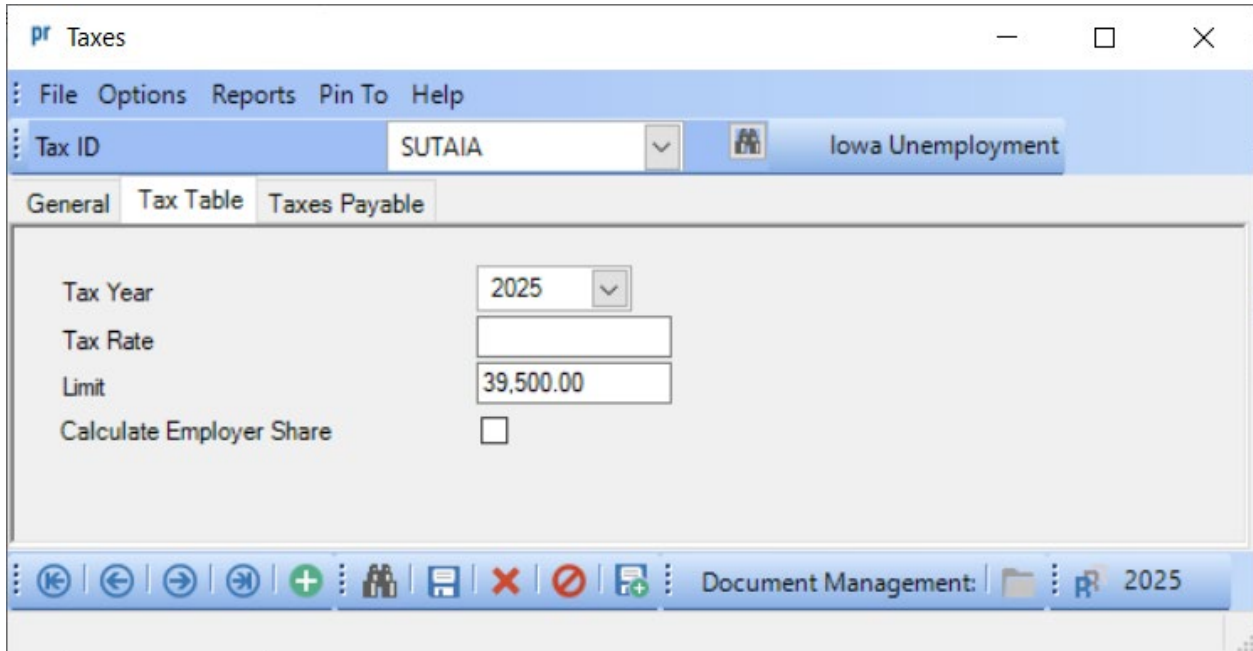 pr Taxes
File Options Reports Pin To Help
Tax ID SUTAIA Iowa Unemployment
General Tax Table Taxes Payable
Tax Year 2025
Tax Rate
Limit 39,500.00
Calculate Employer Share
Document Management: pR 2025